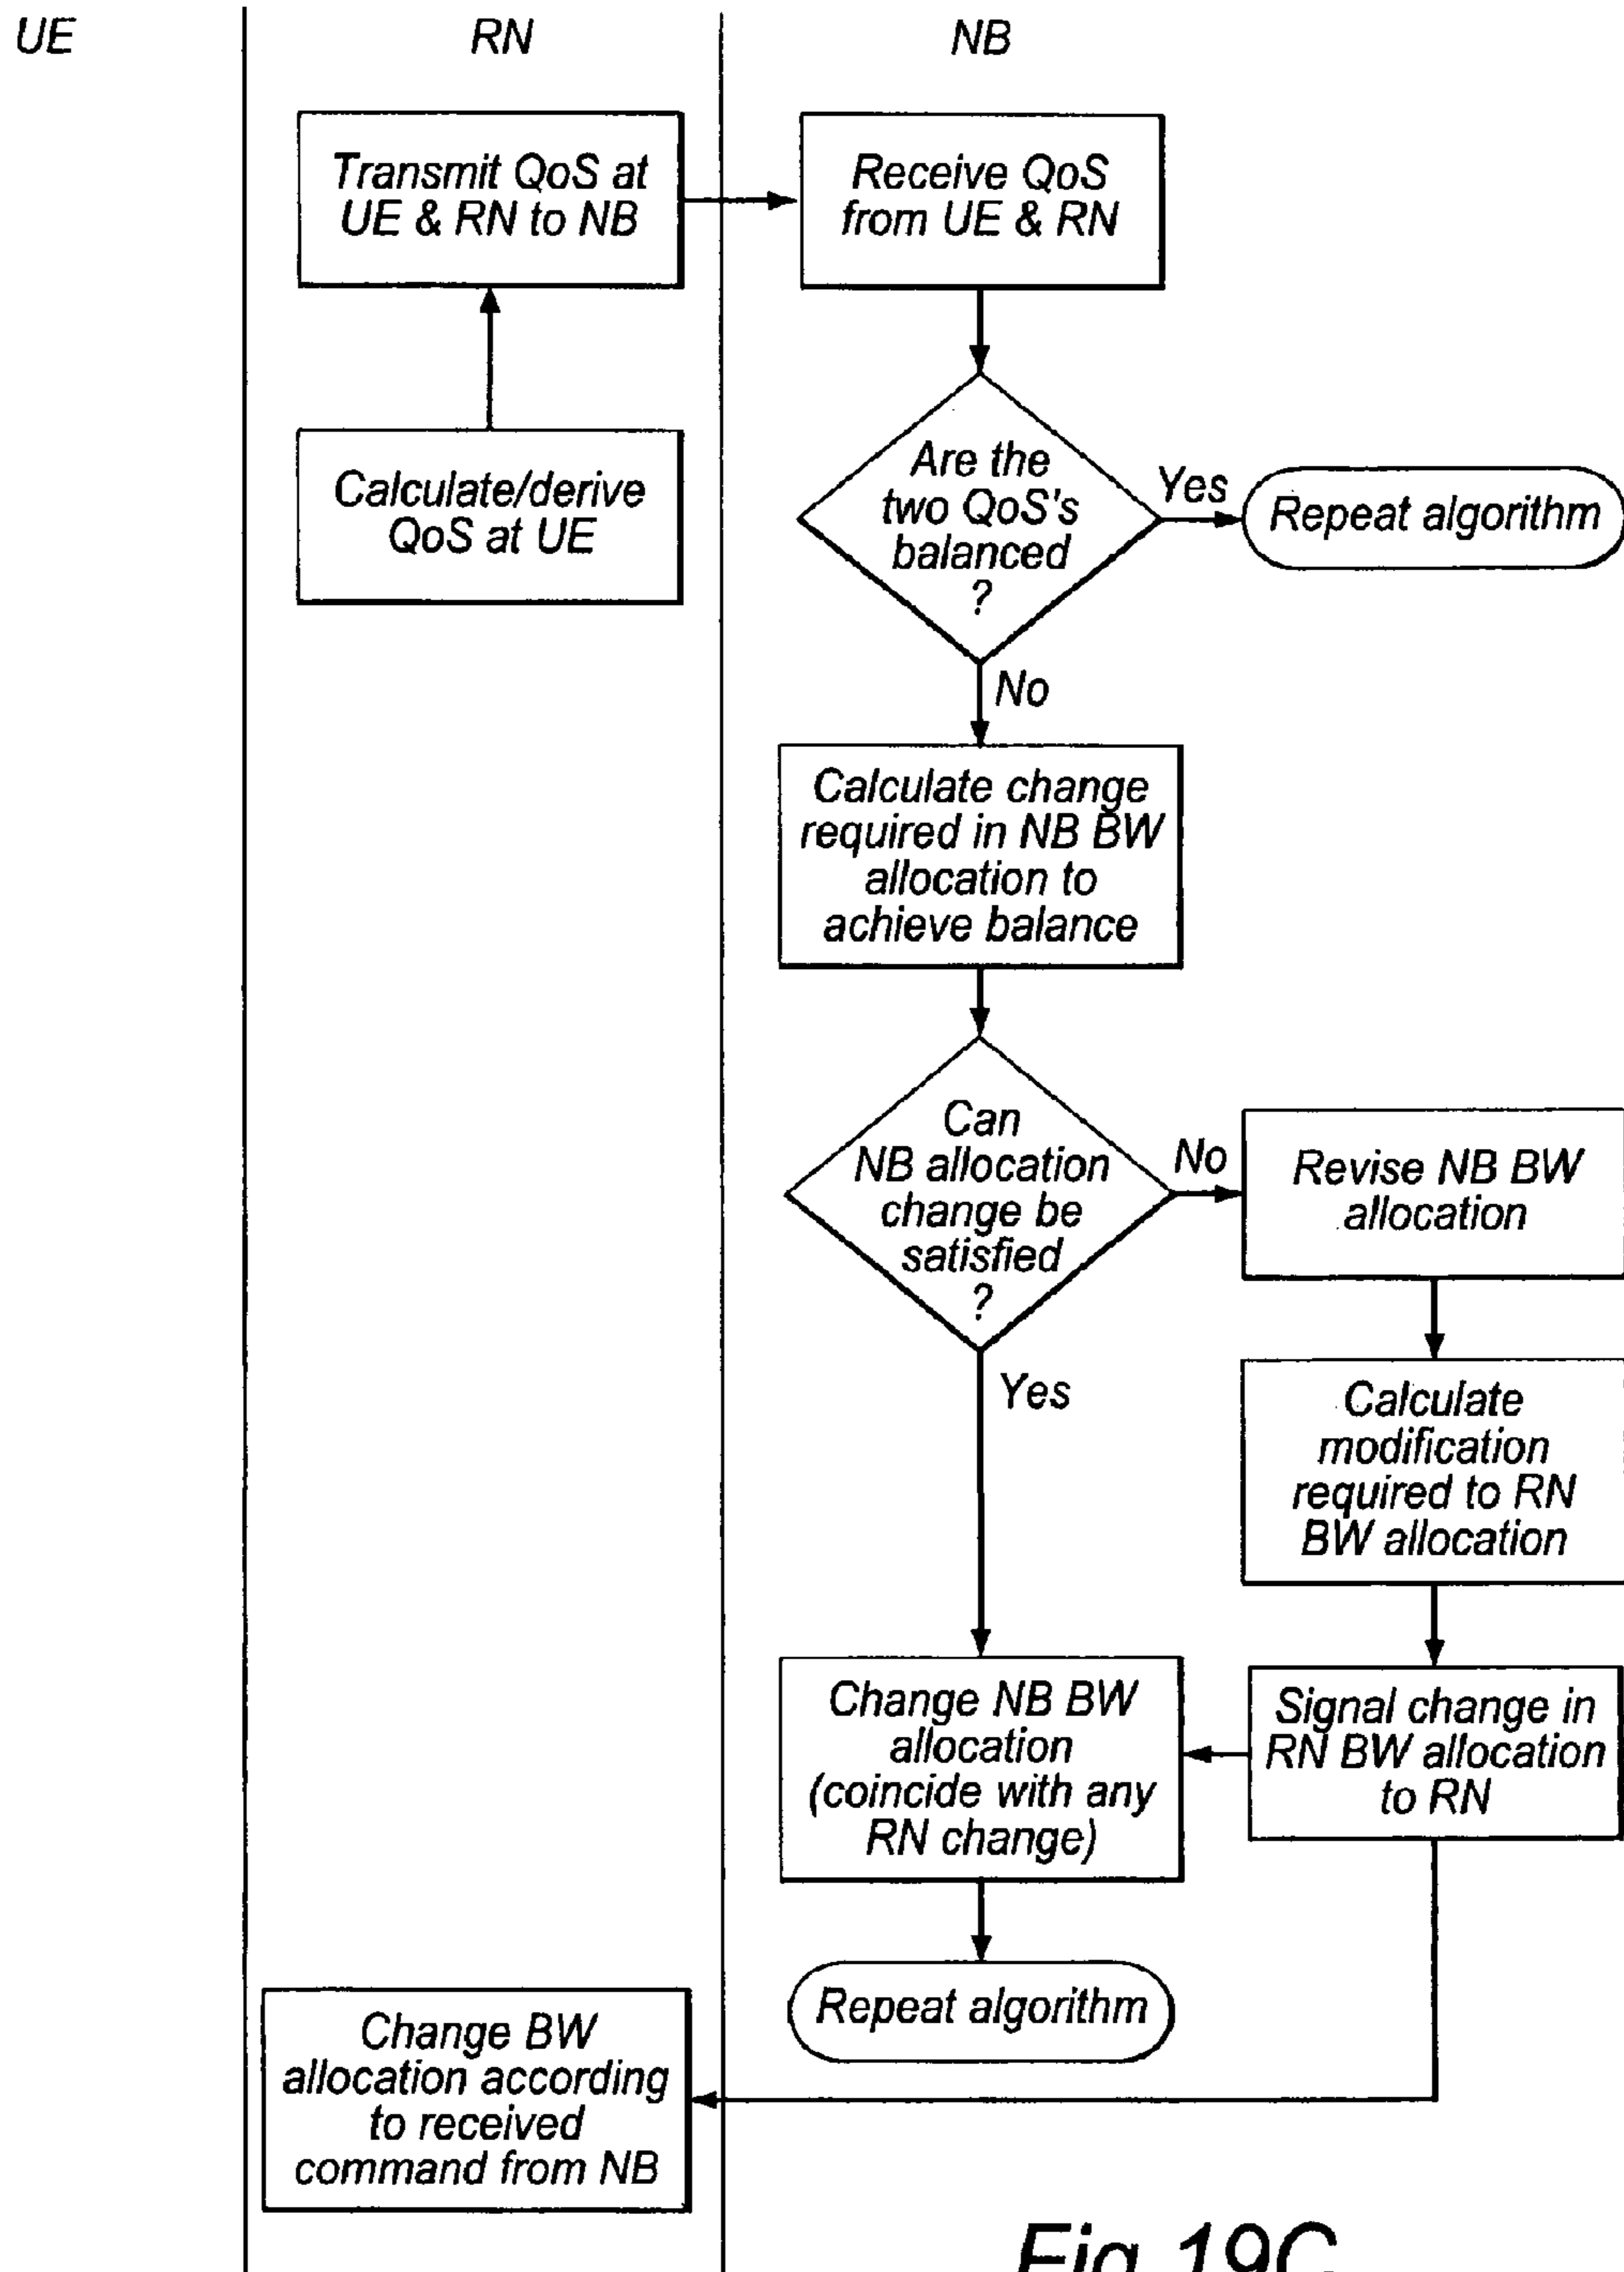 UE
RN
NB
Transmit QoS at
UE & RN to NB
Receive QoS
from UE & RN
Calculate/derive
QoS at UE
Are the
two QoS's
balanced
?
Yes
Repeat algorithm
No
Calculate change
required in NB BW
allocation to
achieve balance
Can
NB allocation
change be
satisfied
?
No
Revise NB BW
allocation
Yes
Calculate
modification
required to RN
BW allocation
Change NB BW
allocation
(coincide with any
RN change)
Signal change in
RN BW allocation
to RN
Repeat algorithm
Change BW
allocation according
to received
command from NB
Fig.19C